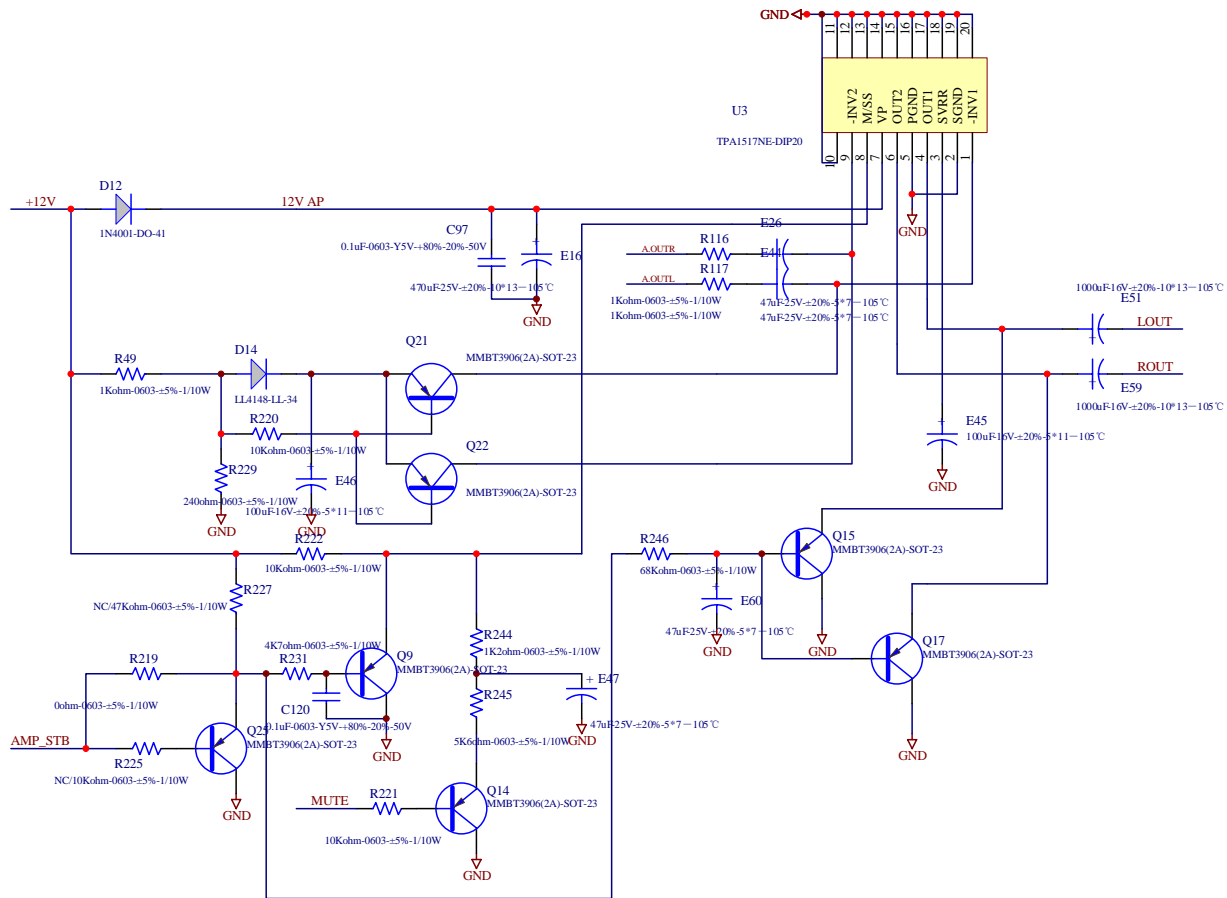 GND
11
12
13
14
15
16
17
18
19
20
-INV2
M/SS
VP
OUT2
PGND
OUT1
SVRR
SGND
-INV1
U3
TPA1517NE-DIP20
10
9
8
7
6
5
4
3
2
1
GND
+12V
D12
1N4001-DO-41
12V AP
C97
0.1uF-0603-Y5V-+80%-20%-50V
+
E16
470uF-25V-±20%-10*13－105℃
GND
E26
A.OUTR
R116
E44
A.OUTL
R117
1Kohm-0603-±5%-1/10W
1Kohm-0603-±5%-1/10W
47uF-25V-±20%-5*7－105℃
47uF-25V-±20%-5*7－105℃
1000uF-16V-±20%-10*13－105℃
E51
+
LOUT
ROUT
+
E59
1000uF-16V-±20%-10*13－105℃
+
E45
100uF-16V-±20%-5*11－105℃
GND
R49
1Kohm-0603-±5%-1/10W
D14
LL4148-LL-34
Q21
MMBT3906(2A)-SOT-23
R220
10Kohm-0603-±5%-1/10W
Q22
MMBT3906(2A)-SOT-23
R229
240ohm-0603-±5%-1/10W
GND
+
E46
100uF-16V-±20%-5*11－105℃
GND
R222
10Kohm-0603-±5%-1/10W
R227
NC/47Kohm-0603-±5%-1/10W
R246
68Kohm-0603-±5%-1/10W
+
E60
47uF-25V-±20%-5*7－105℃
GND
Q15
MMBT3906(2A)-SOT-23
GND
Q17
MMBT3906(2A)-SOT-23
GND
R219
0ohm-0603-±5%-1/10W
4K7ohm-0603-±5%-1/10W
R231
Q9
MMBT3906(2A)-SOT-23
C120
0.1uF-0603-Y5V-+80%-20%-50V
GND
R244
1K2ohm-0603-±5%-1/10W
R245
5K6ohm-0603-±5%-1/10W
+
E47
47uF-25V-±20%-5*7－105℃
GND
AMP_STB
R225
NC/10Kohm-0603-±5%-1/10W
MMBT3906(2A)-SOT-23
GND
MUTE
R221
10Kohm-0603-±5%-1/10W
Q14
MMBT3906(2A)-SOT-23
GND